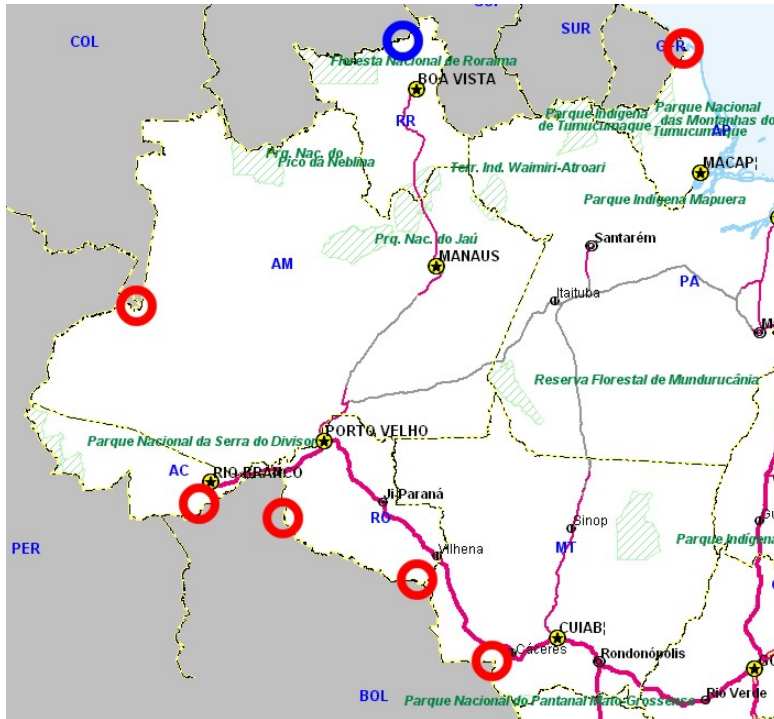 COL
SUR
GFR
Floresta Nacional de Roraima
BOA VISTA
RR
Parque Indígena
de Tumucumaque
Parque Nacional
das Montanhas do
Tumucumaque
AP
Prq. Nac. do
Pico da Neblina
Terr. Ind. Waimiri-Atroari
MACAP¦
Parque Indígena Mapuera
Prq. Nac. do Jaú
Santarém
AM
MANAUS
PA
Itaituba
Reserva Florestal de Mundurucânia
Parque Nacional da Serra do Divisor
PORTO VELHO
AC
RIO BRANCO
Ji-Paraná
RO
Sinop
PER
MT
Parque Indígena
Vilhena
CUIAB¦
Cáceres
Rondonópolis
BOL
Parque Nacional do Pantanal Mato-Grossense
Rio Verde